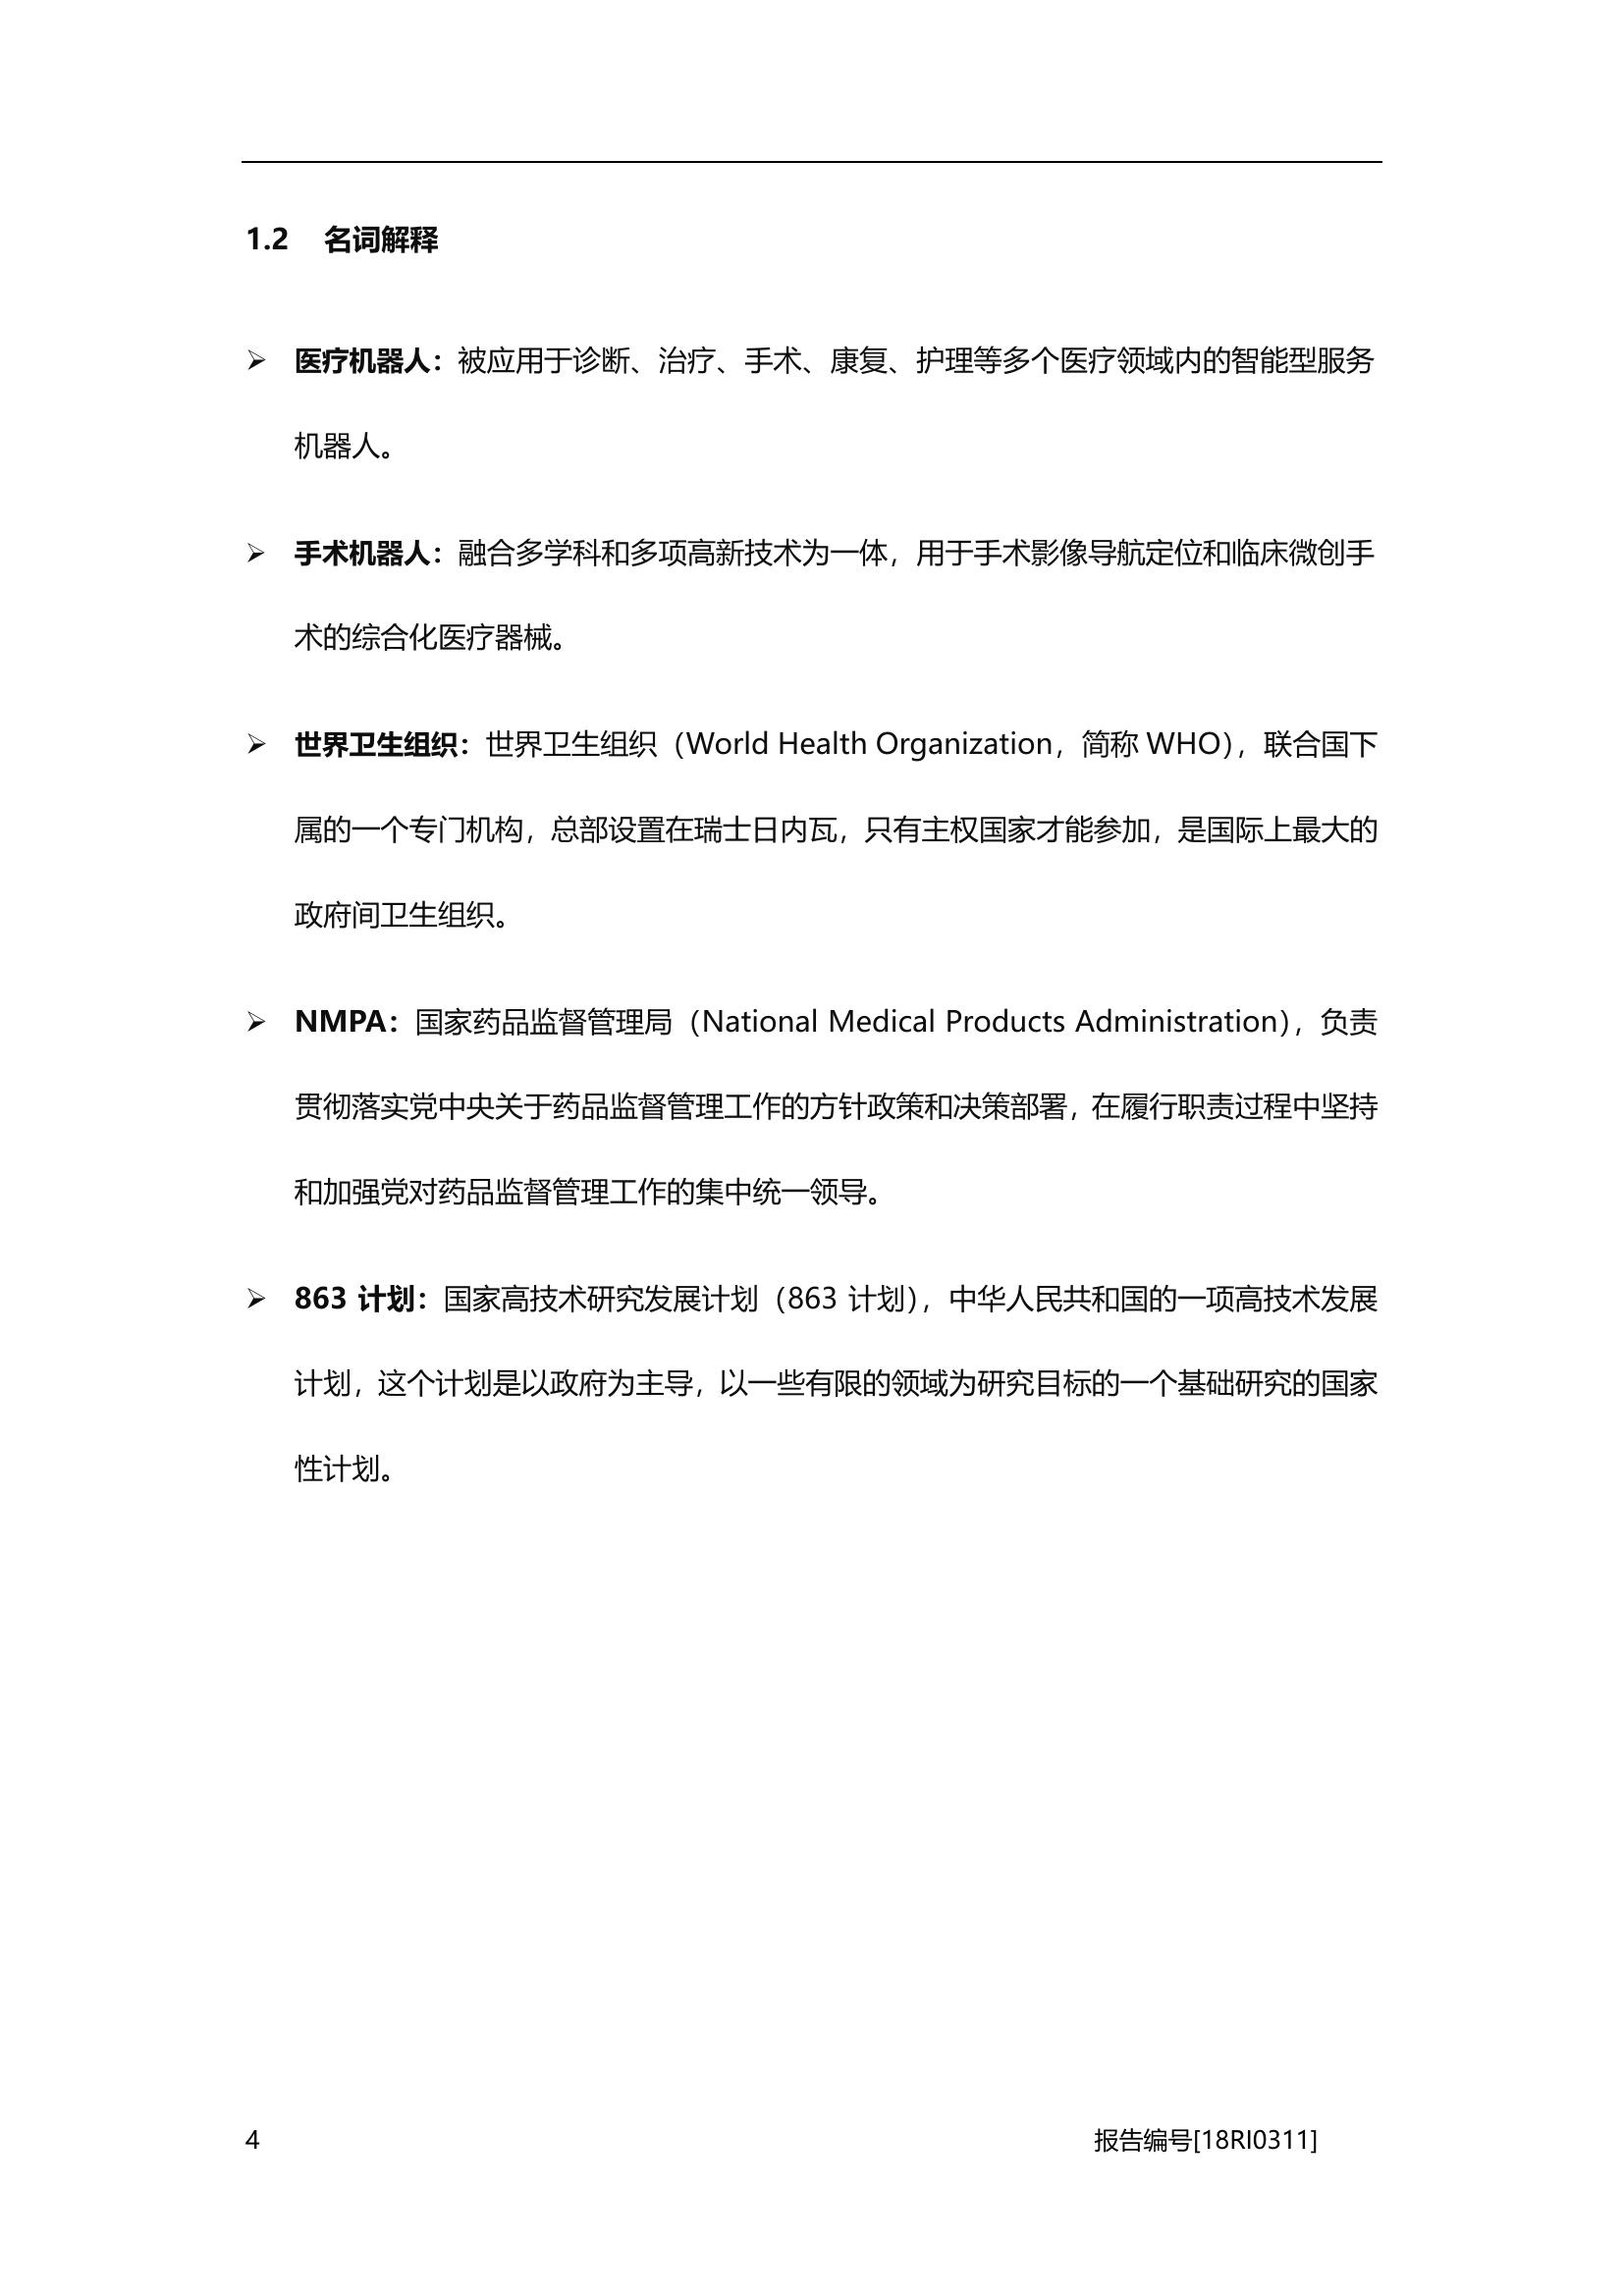 1.2 名词解释
➢ 医疗机器人：被应用于诊断、治疗、手术、康复、护理等多个医疗领域内的智能型服务
机器人。
➢ 手术机器人：融合多学科和多项高新技术为一体，用于手术影像导航定位和临床微创手
术的综合化医疗器械。
➢ 世界卫生组织：世界卫生组织（World Health Organization，简称 WHO），联合国下
属的一个专门机构，总部设置在瑞士日内瓦，只有主权国家才能参加，是国际上最大的
政府间卫生组织。
➢ NMPA：国家药品监督管理局（National Medical Products Administration），负责
贯彻落实党中央关于药品监督管理工作的方针政策和决策部署，在履行职责过程中坚持
和加强党对药品监督管理工作的集中统一领导。
➢ 863 计划：国家高技术研究发展计划（863 计划），中华人民共和国的一项高技术发展
计划，这个计划是以政府为主导，以一些有限的领域为研究目标的一个基础研究的国家
性计划。
4 报告编号[18RI0311]